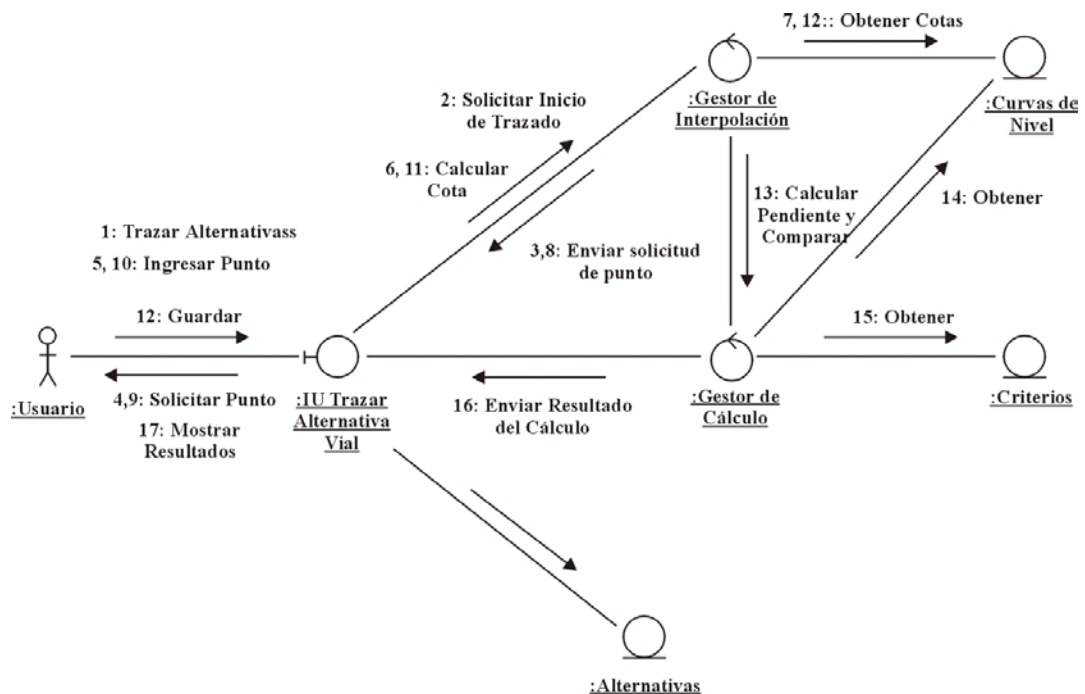 7, 12:: Obtener Cotas
:Gestor de
Interpolación
:Curvas de
Nivel
2: Solicitar Inicio
de Trazado
6, 11: Calcular
Cota
13: Calcular
Pendiente y
Comparar
14: Obtener
1: Trazar Alternativass
5, 10: Ingresar Punto
3,8: Enviar solicitud
de punto
12: Guardar
15: Obtener
:Usuario
4,9: Solicitar Punto
17: Mostrar
Resultados
:IU Trazar
Alternativa
Vial
16: Enviar Resultado
del Cálculo
:Gestor de
Cálculo
:Criterios
:Alternativas